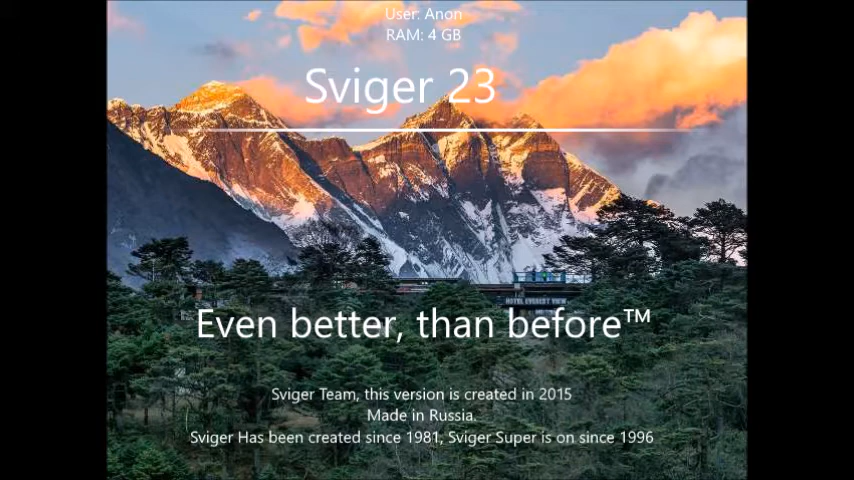 User: Anon
RAM: 4 GB
Sviger 23
HOTEL EVEREST VIEW
Even better, than before™
Sviger Team, this version is created in 2015
Made in Russia.
Sviger Has been created since 1981, Sviger Super is on since 1996